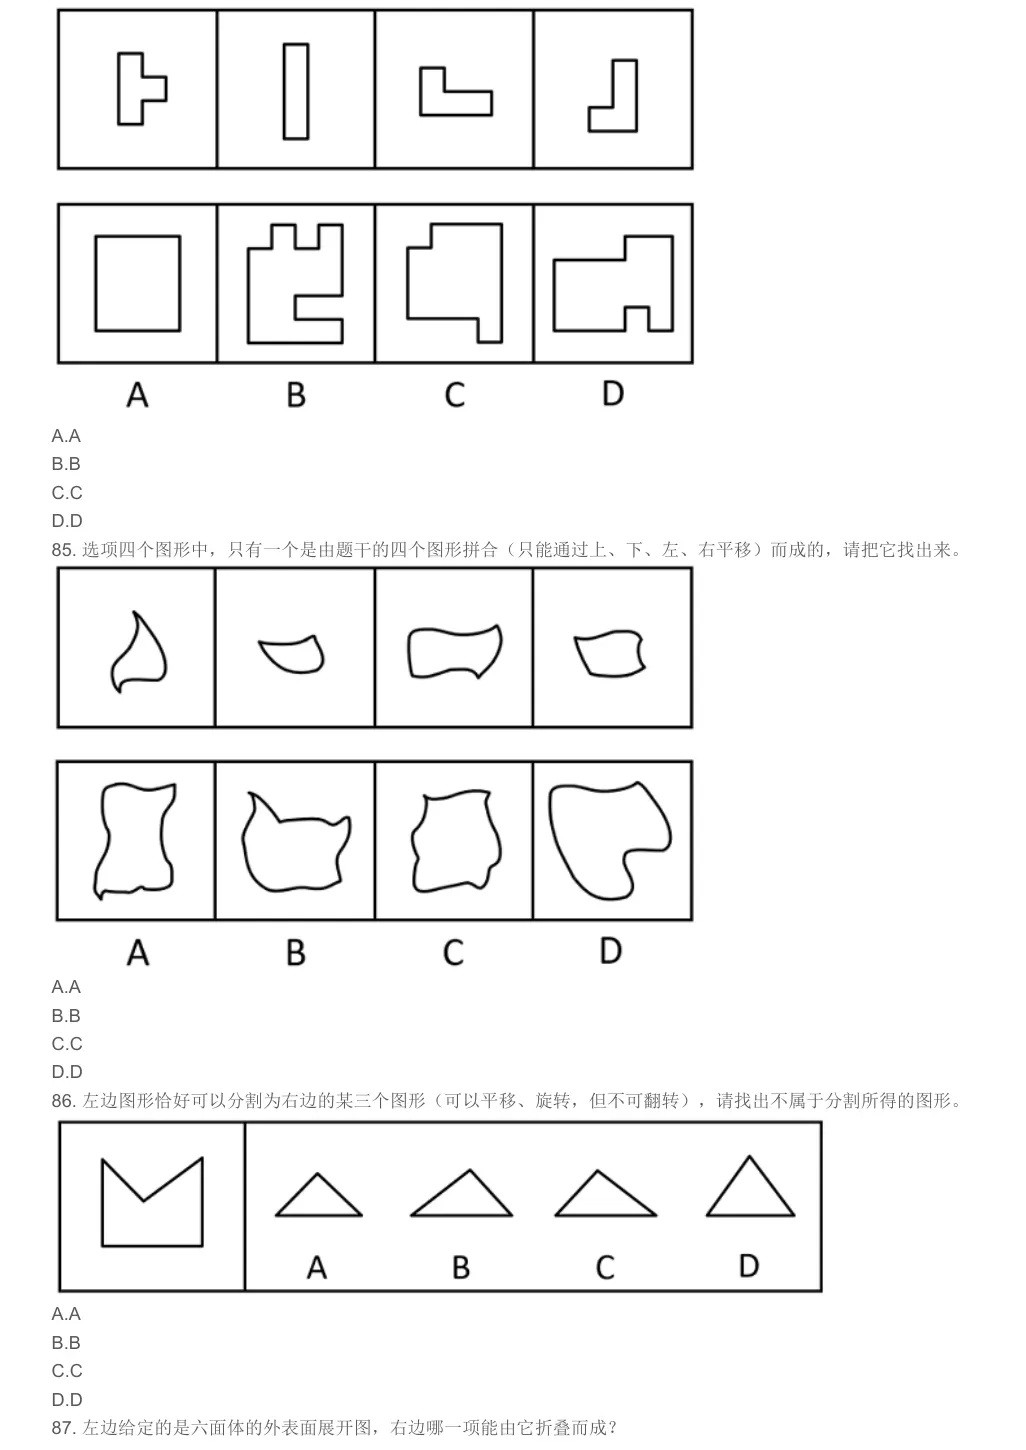 A B C D
A.A
B.B
C.C
D.D
85. 选项四个图形中，只有一个是由题干的四个图形拼合（只能通过上、下、左、右平移）而成的，请把它找出来。
A B C D
A.A
B.B
C.C
D.D
86. 左边图形恰好可以分割为右边的某三个图形（可以平移、旋转，但不可翻转），请找出不属于分割所得的图形。
A B C D
A.A
B.B
C.C
D.D
87. 左边给定的是六面体的外表面展开图，右边哪一项能由它折叠而成？